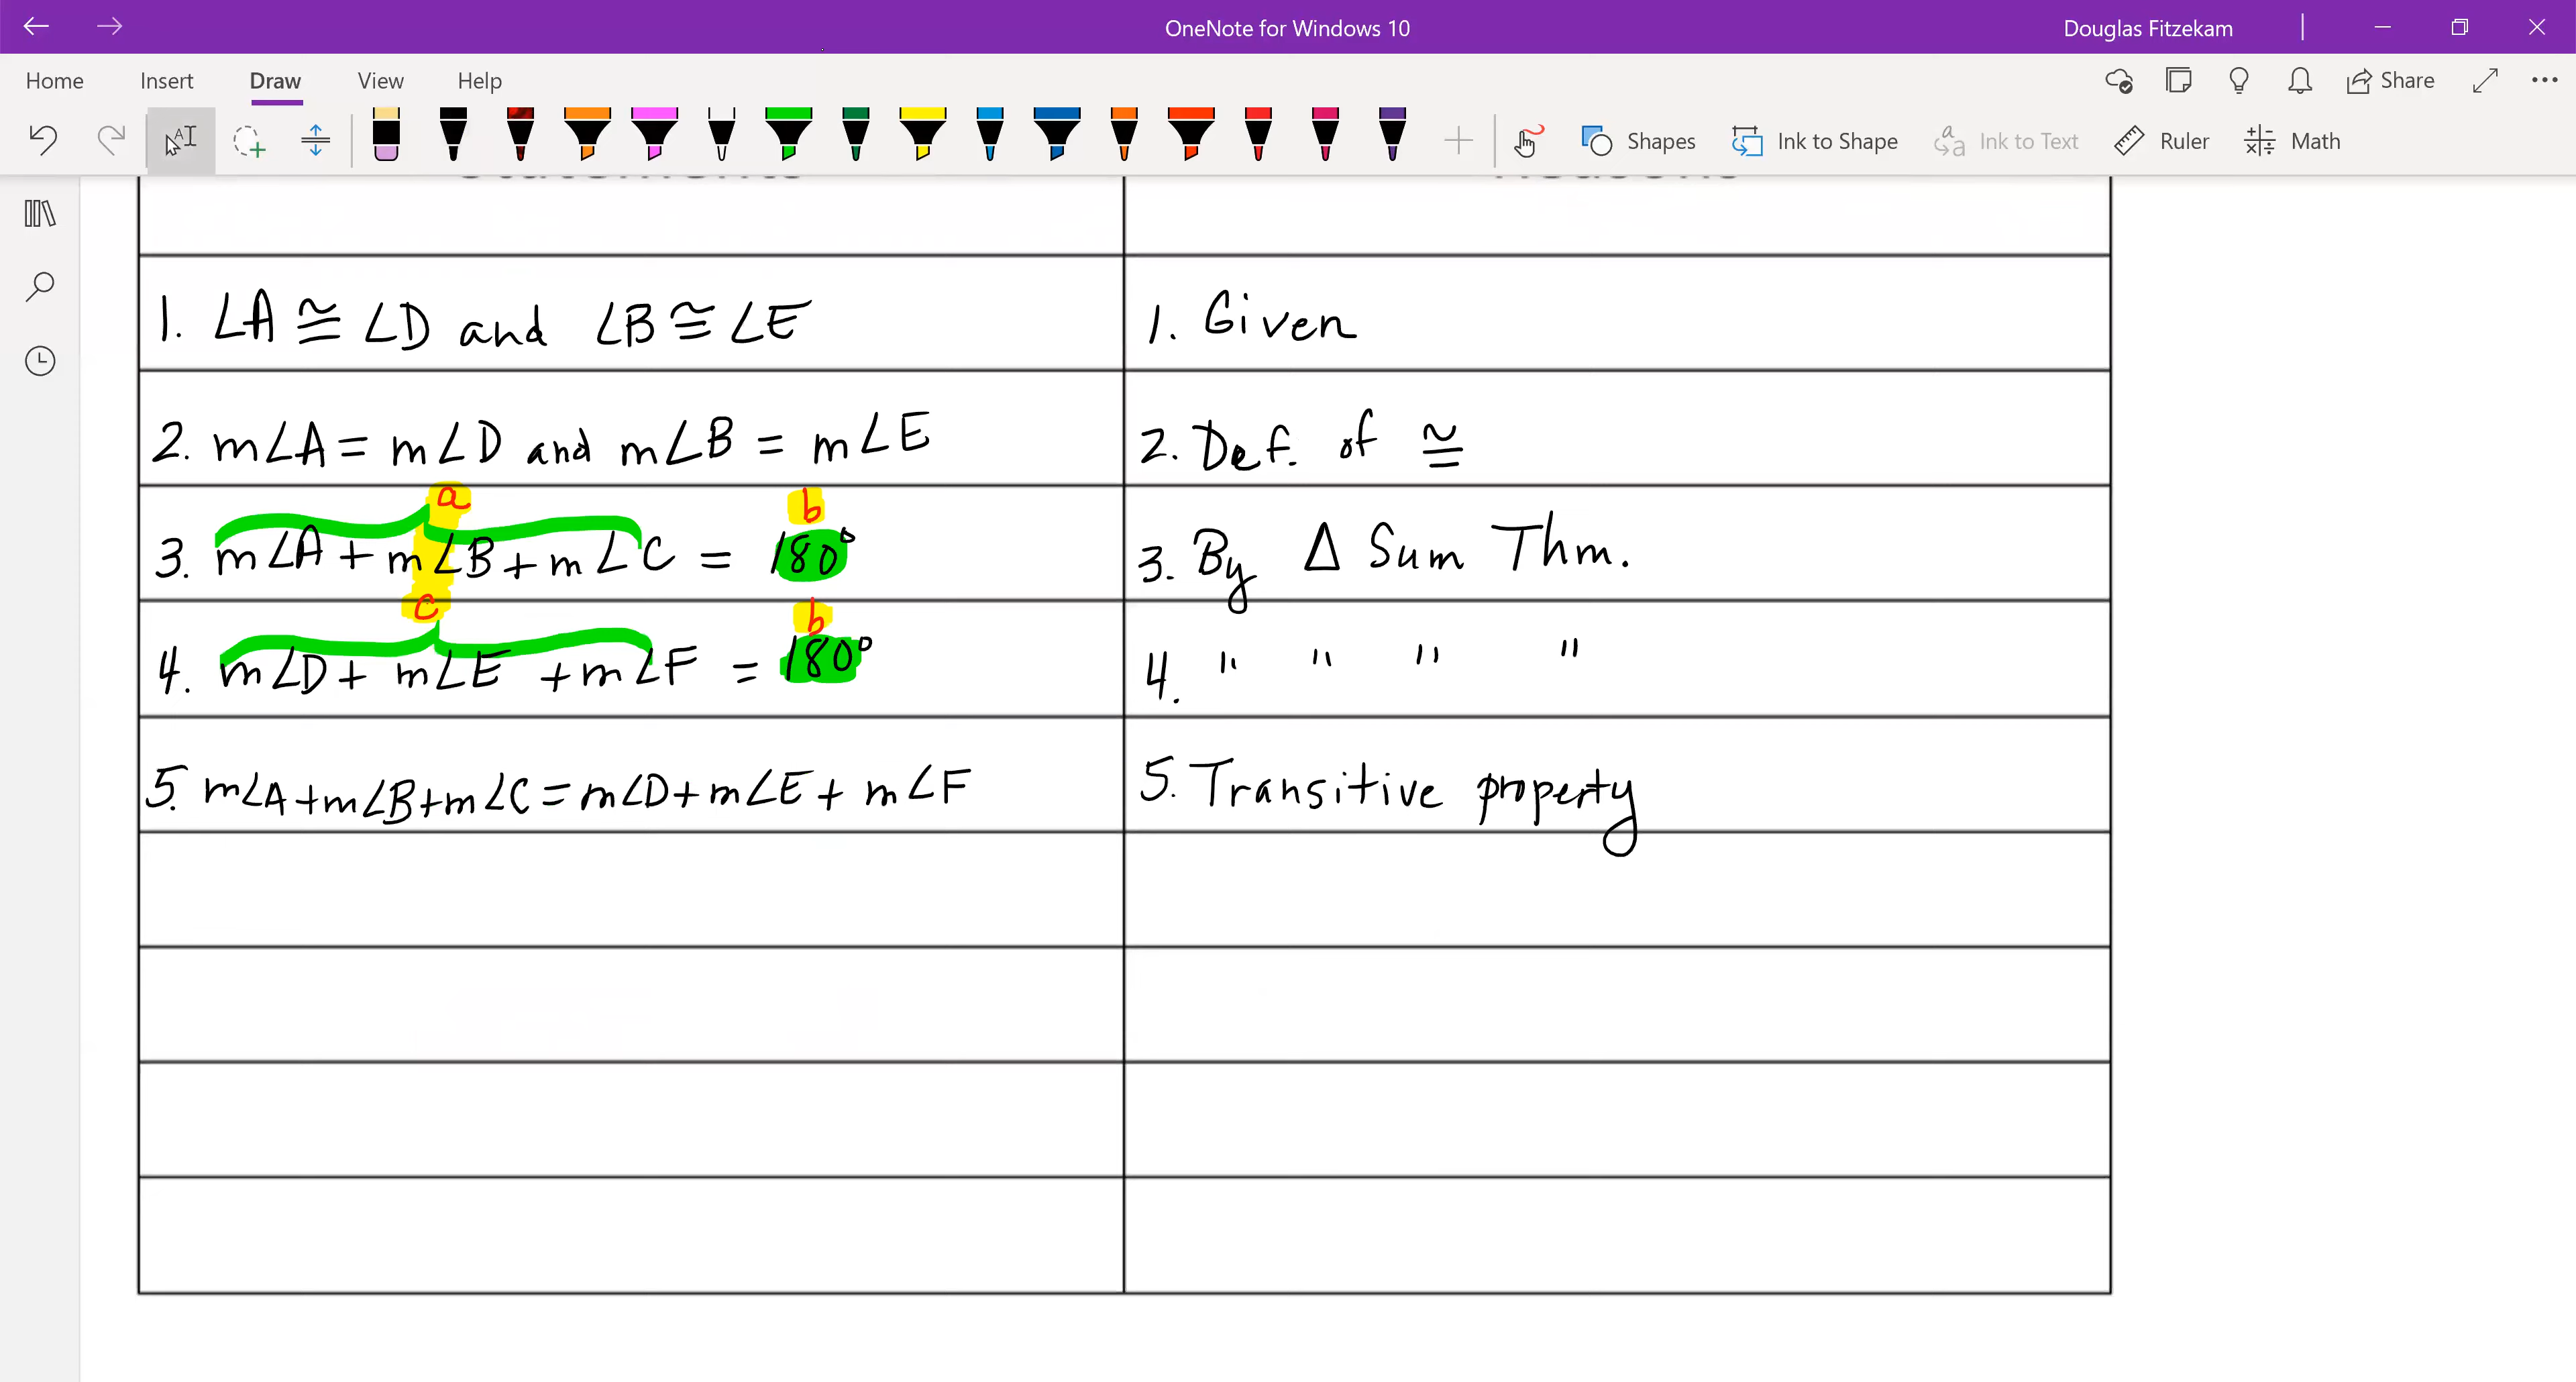 OneNote for Windows 10
Douglas Fitzekam
Home Insert Draw View Help
Share
Shapes Ink to Shape Ink to Text Ruler Math
1. ∠A ≅ ∠D and ∠B ≅ ∠E
1. Given
2. m∠A = m∠D and m∠B = m∠E
2. Def. of ≅
a b
3. m∠A + m∠B + m∠C = 180°
3. By Δ Sum Thm.
c b
4. m∠D + m∠E + m∠F = 180°
4. " " " "
5. m∠A + m∠B + m∠C = m∠D + m∠E + m∠F
5. Transitive property